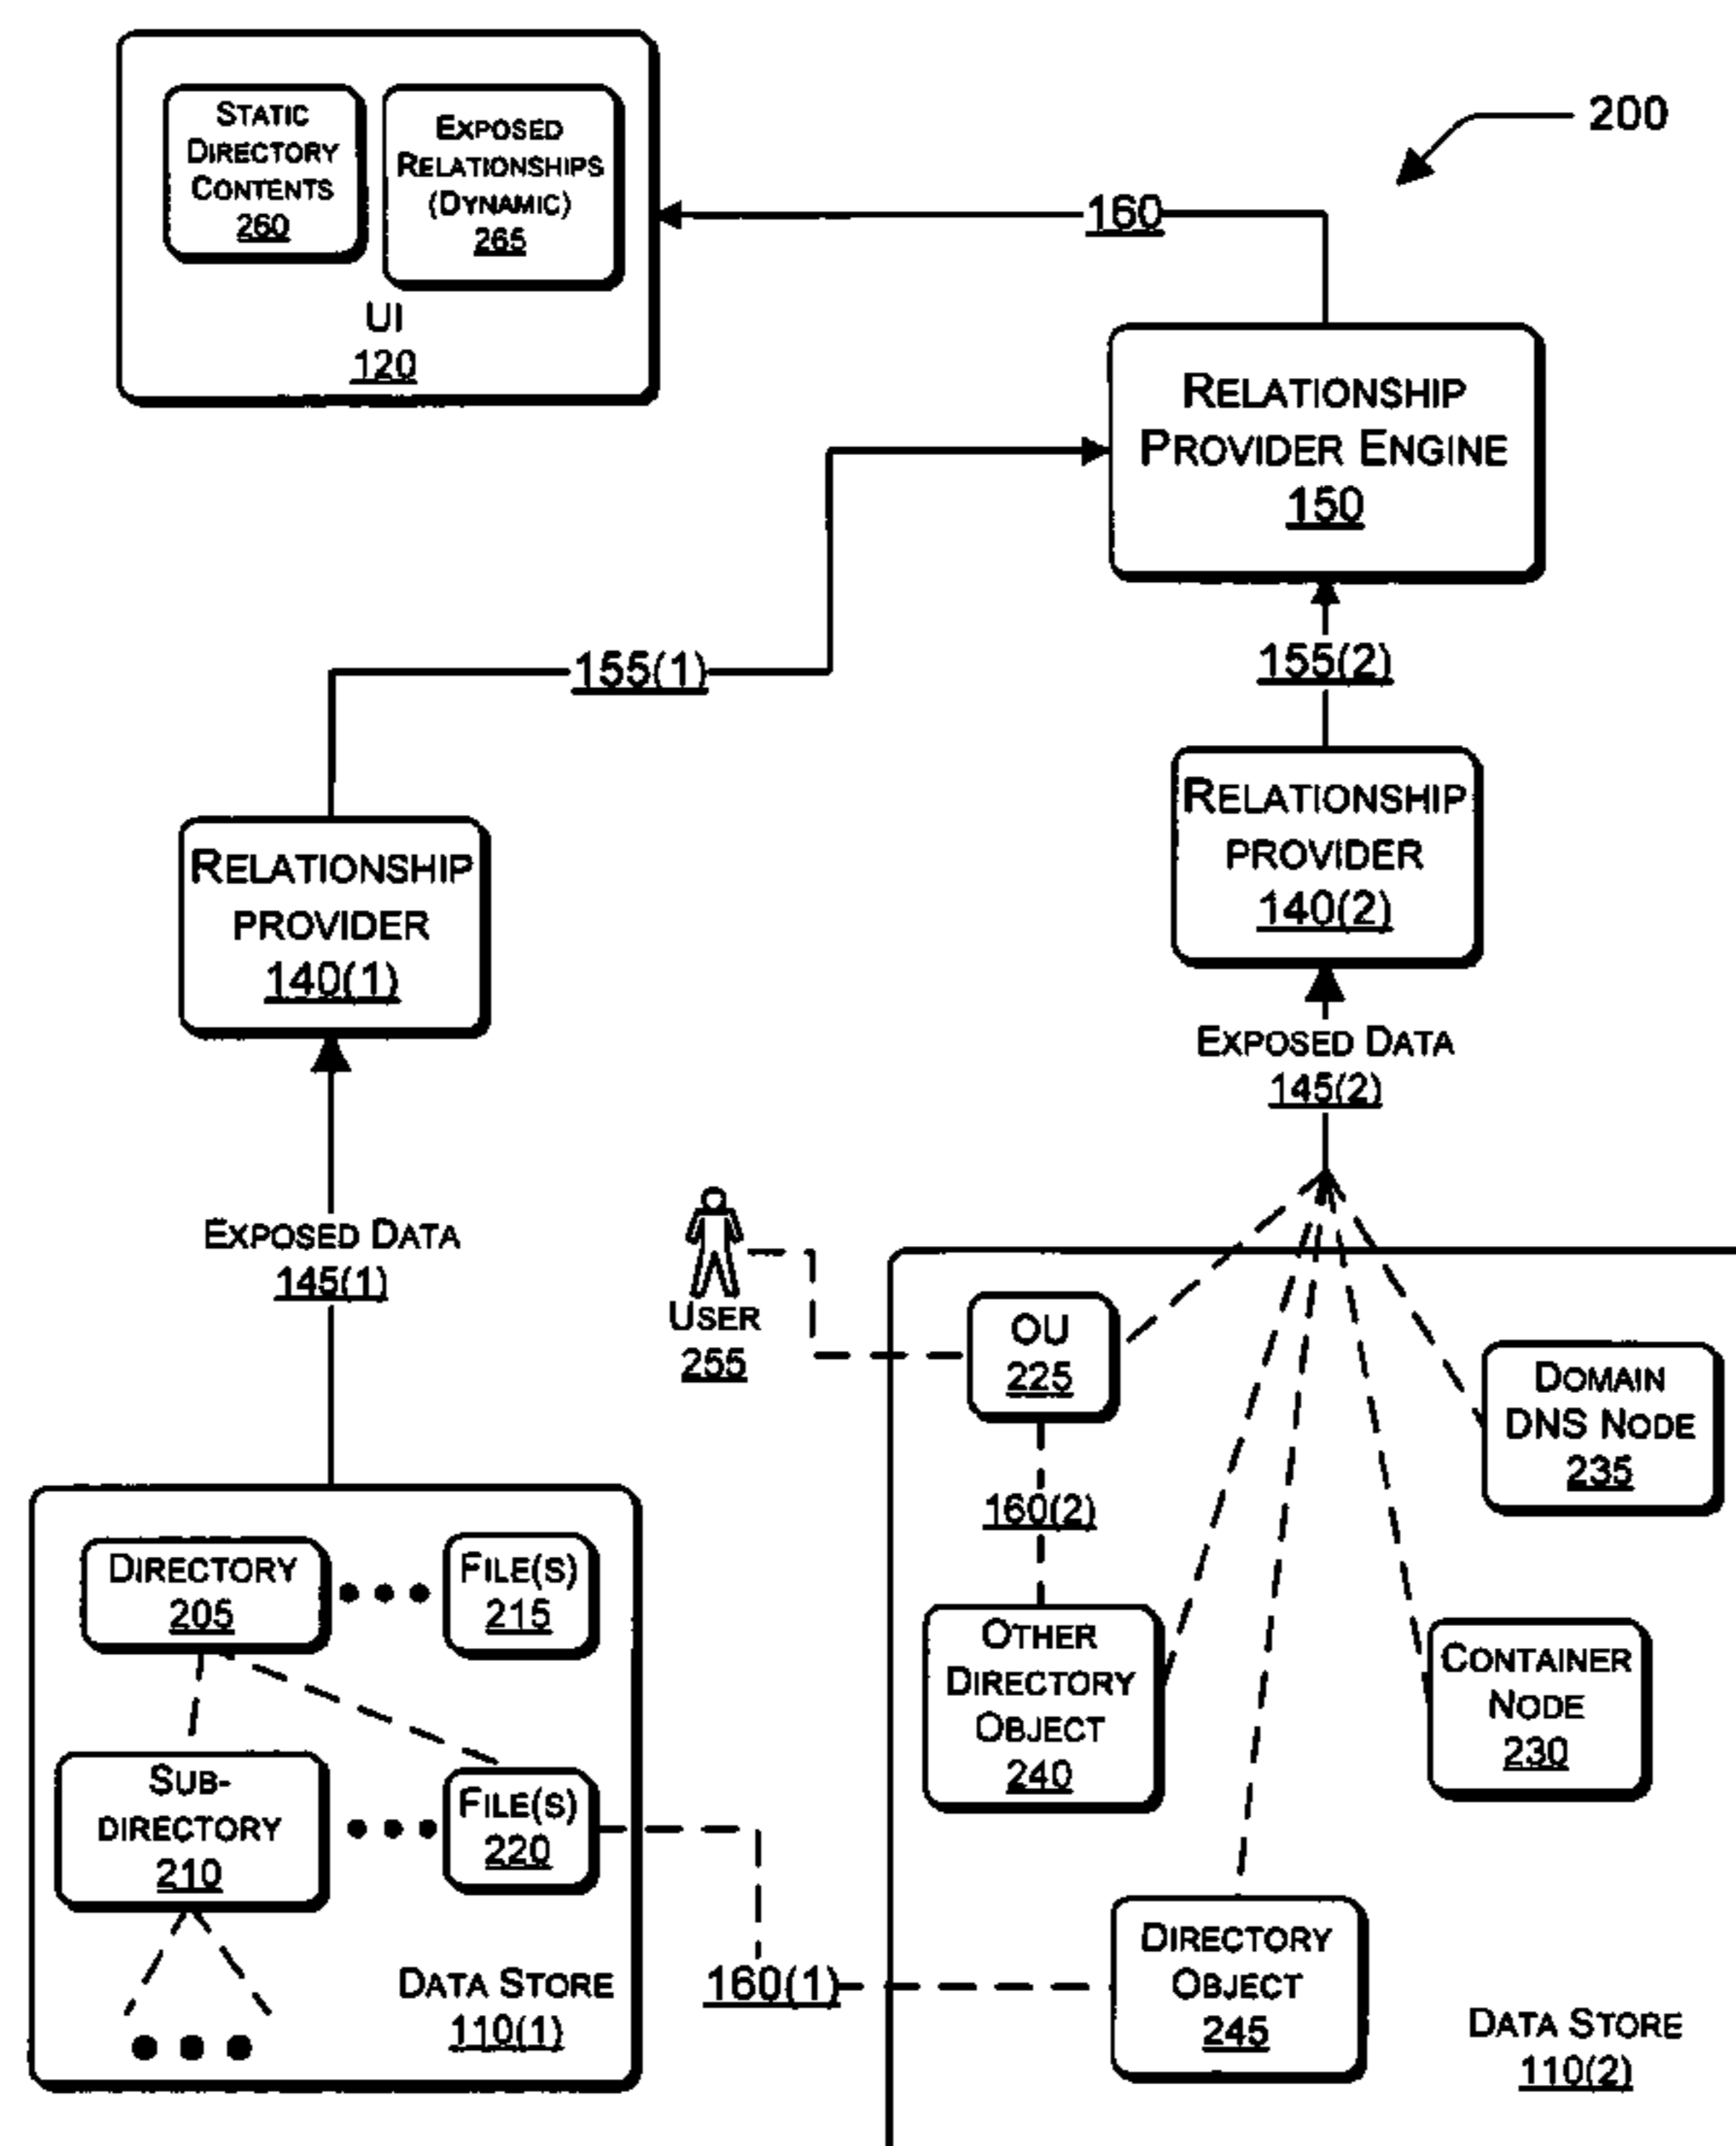 STATIC
DIRECTORY
CONTENTS
260
EXPOSED
RELATIONSHIPS
(DYNAMIC)
265
UI
120
200
160
RELATIONSHIP
PROVIDER ENGINE
150
155(1)
155(2)
RELATIONSHIP
PROVIDER
140(1)
RELATIONSHIP
PROVIDER
140(2)
EXPOSED DATA
145(2)
EXPOSED DATA
145(1)
USER
255
OU
225
DOMAIN
DNS NODE
235
160(2)
DIRECTORY
205
FILE(S)
215
OTHER
DIRECTORY
OBJECT
240
CONTAINER
NODE
230
SUB-
DIRECTORY
210
FILE(S)
220
DATA STORE
110(1)
160(1)
DIRECTORY
OBJECT
245
DATA STORE
110(2)